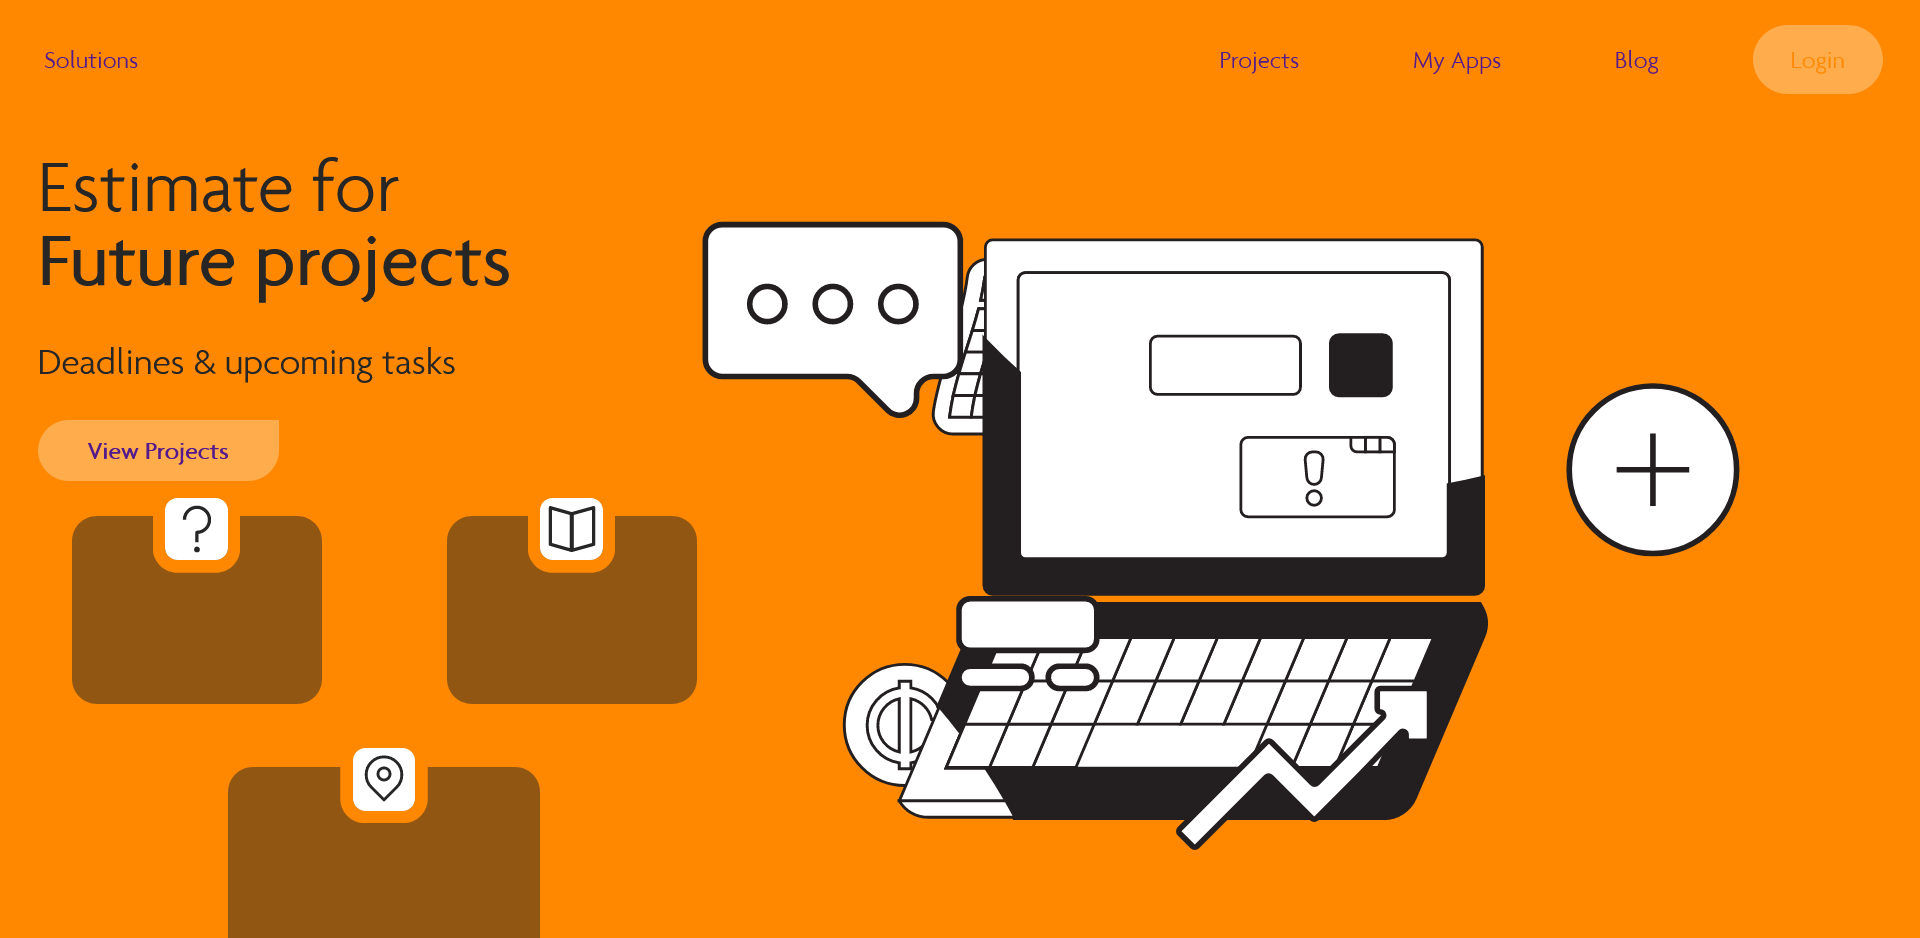 Solutions
Projects
My Apps
Blog
Login
Estimate for
Future projects
Deadlines & upcoming tasks
View Projects